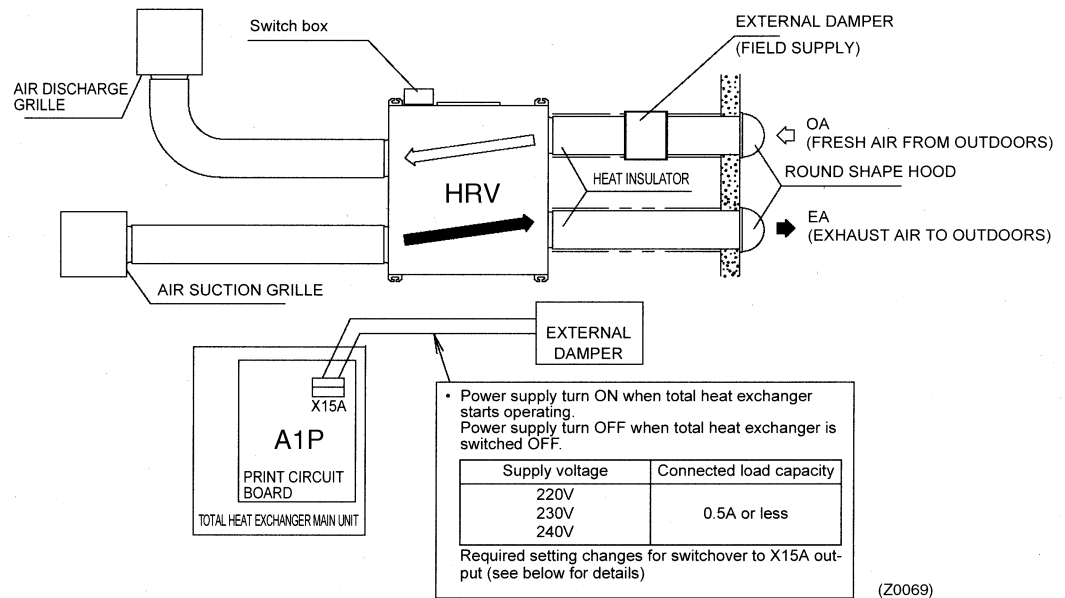 Switch box
EXTERNAL DAMPER
(FIELD SUPPLY)
AIR DISCHARGE
GRILLE
OA
(FRESH AIR FROM OUTDOORS)
HEAT INSULATOR
ROUND SHAPE HOOD
HRV
EA
(EXHAUST AIR TO OUTDOORS)
AIR SUCTION GRILLE
EXTERNAL
DAMPER
X15A
A1P
PRINT CIRCUIT
BOARD
TOTAL HEAT EXCHANGER MAIN UNIT
• Power supply turn ON when total heat exchanger
starts operating.
Power supply turn OFF when total heat exchanger is
switched OFF.
Supply voltage Connected load capacity
220V
230V 0.5A or less
240V
Required setting changes for switchover to X15A out-
put (see below for details)
(Z0069)